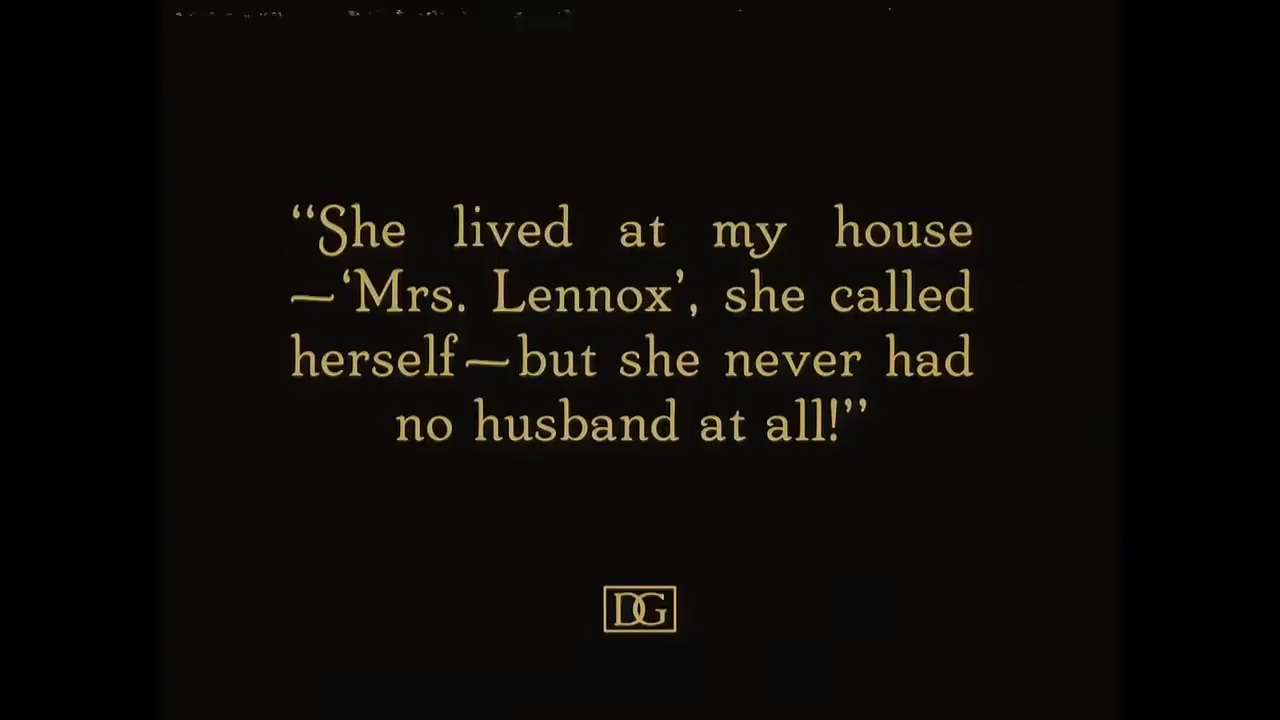 “She lived at my house
—‘Mrs. Lennox’, she called
herself—but she never had
no husband at all!”
DG